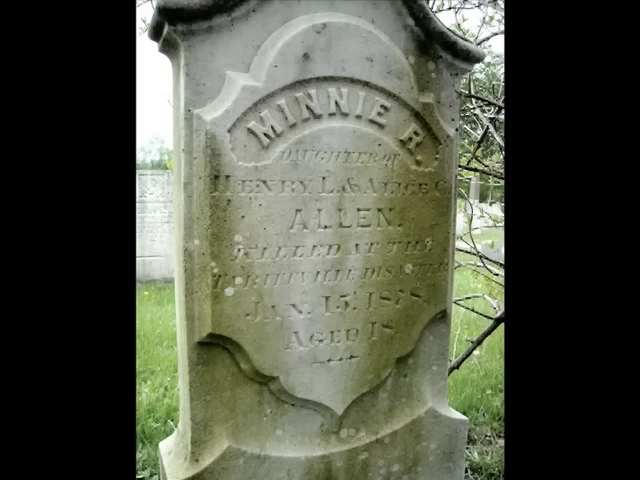 MINNIE R.
DAUGHTER OF
HENRY L. & ALICE C.
ALLEN.
KILLED AT THE
TARIFFVILLE DISASTER
JAN. 15, 1878.
AGED 18